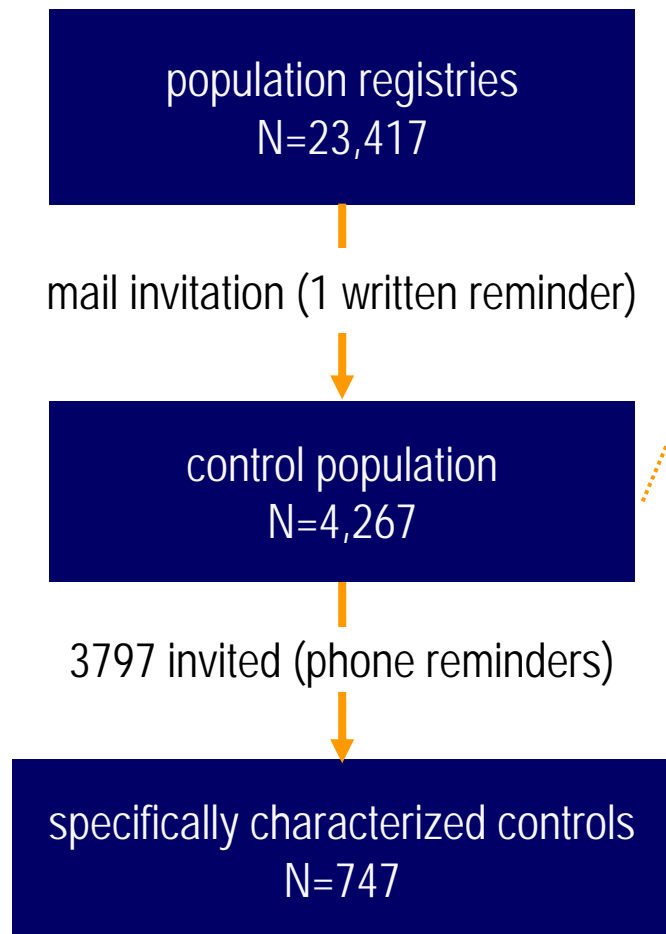 population registries
N=23,417
mail invitation (1 written reminder)
control population
N=4,267
3797 invited (phone reminders)
specifically characterized controls
N=747